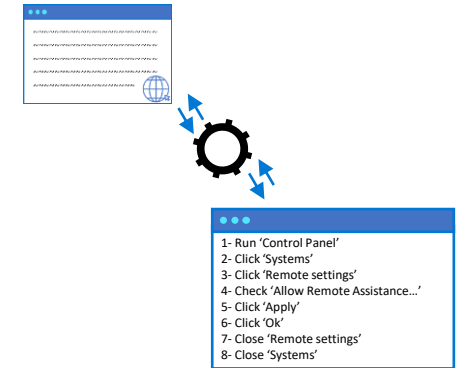 1- Run ‘Control Panel’
2- Click ‘Systems’
3- Click ‘Remote settings’
4- Check ‘Allow Remote Assistance...’
5- Click ‘Apply’
6- Click ‘Ok’
7- Close ‘Remote settings’
8- Close ‘Systems’